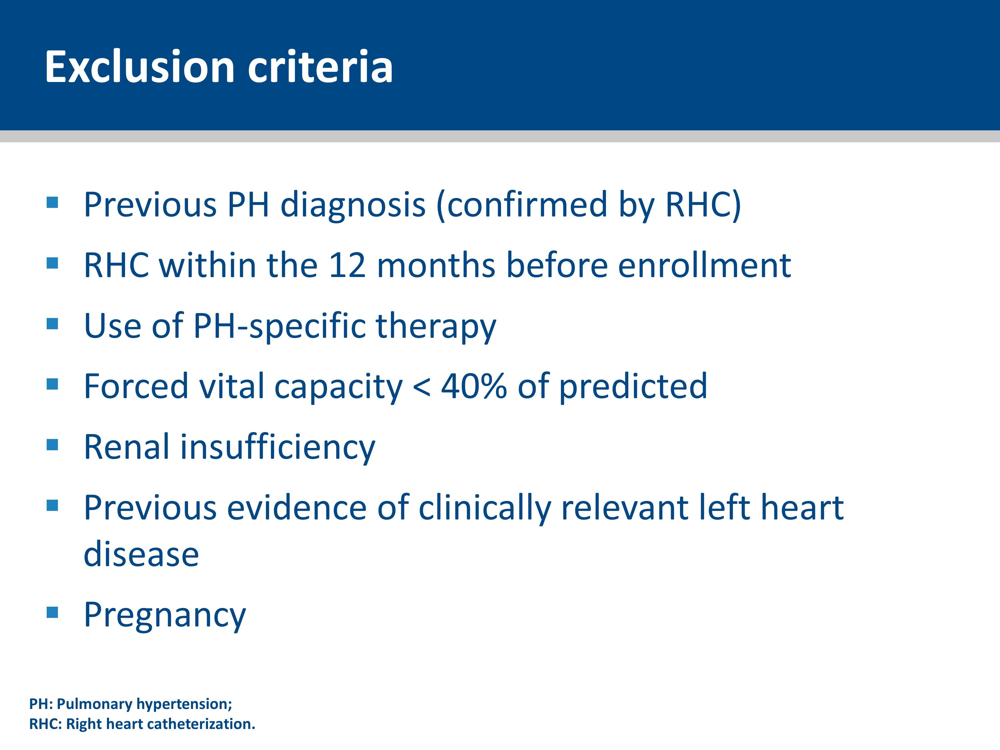 Exclusion criteria
▪ Previous PH diagnosis (confirmed by RHC)
▪ RHC within the 12 months before enrollment
▪ Use of PH-specific therapy
▪ Forced vital capacity < 40% of predicted
▪ Renal insufficiency
▪ Previous evidence of clinically relevant left heart
disease
▪ Pregnancy
PH: Pulmonary hypertension;
RHC: Right heart catheterization.